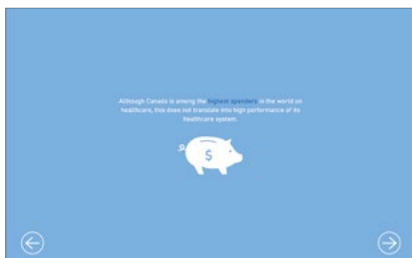 Although Canada is among the highest spenders in the world on
healthcare, this does not translate into high performance of its
healthcare system.
$